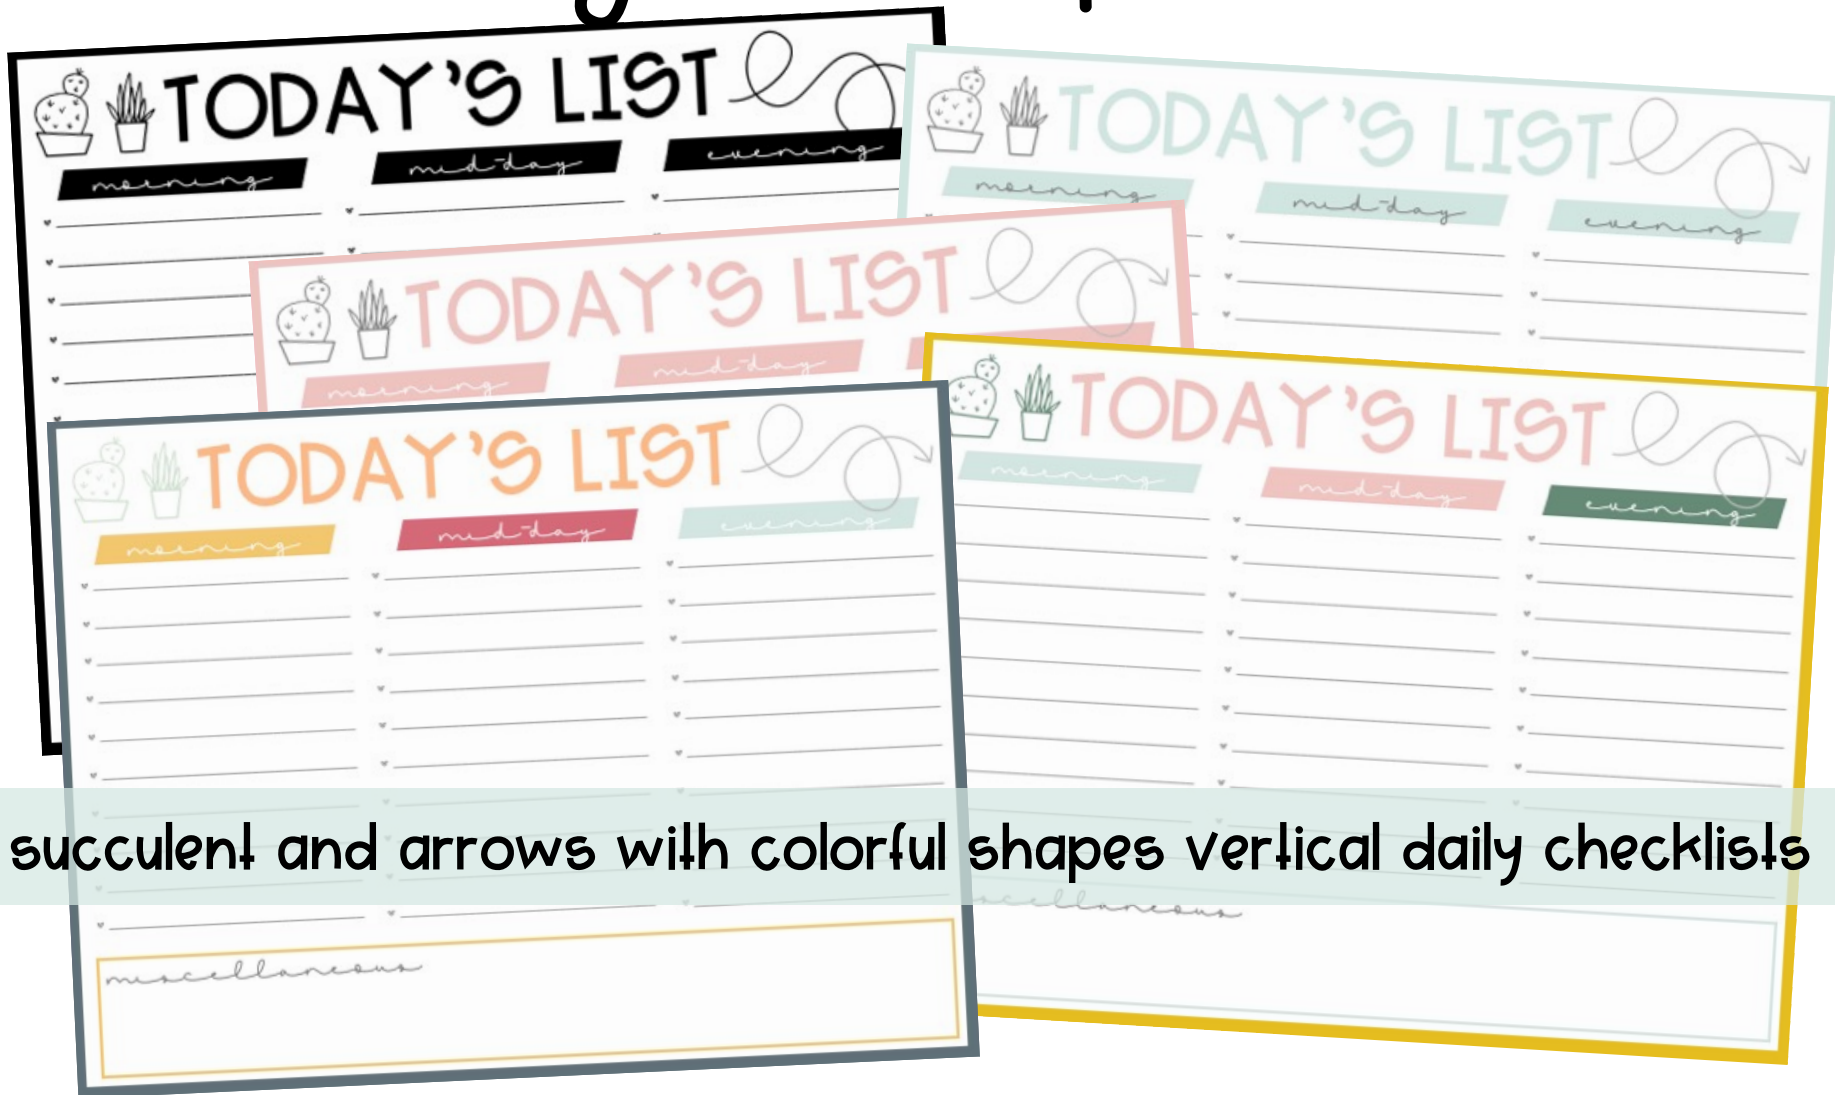 TODAY'S LIST
morning mid-day evening
TODAY'S LIST
morning mid-day evening
TODAY'S LIST
morning mid-day
TODAY'S LIST
morning mid-day evening
TODAY'S LIST
morning mid-day evening
succulent and arrows with colorful shapes vertical daily checklists
miscellaneous